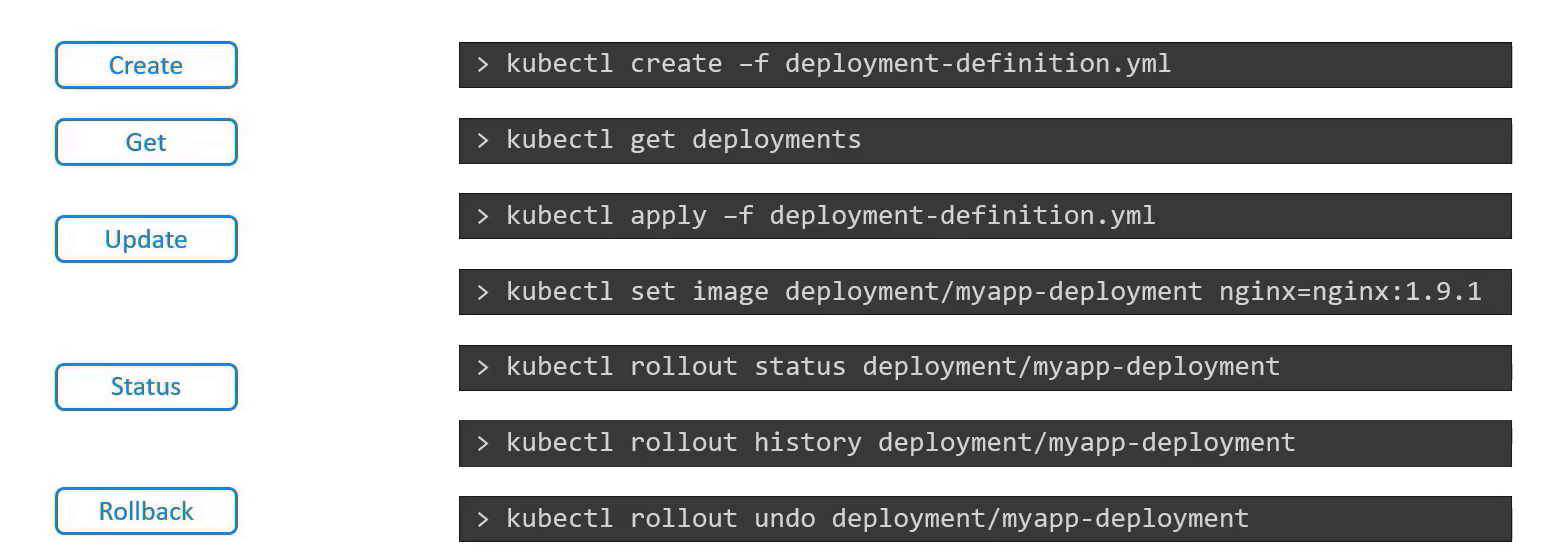 Create
> kubectl create –f deployment-definition.yml
Get
> kubectl get deployments
Update
> kubectl apply –f deployment-definition.yml
> kubectl set image deployment/myapp-deployment nginx=nginx:1.9.1
Status
> kubectl rollout status deployment/myapp-deployment
> kubectl rollout history deployment/myapp-deployment
Rollback
> kubectl rollout undo deployment/myapp-deployment